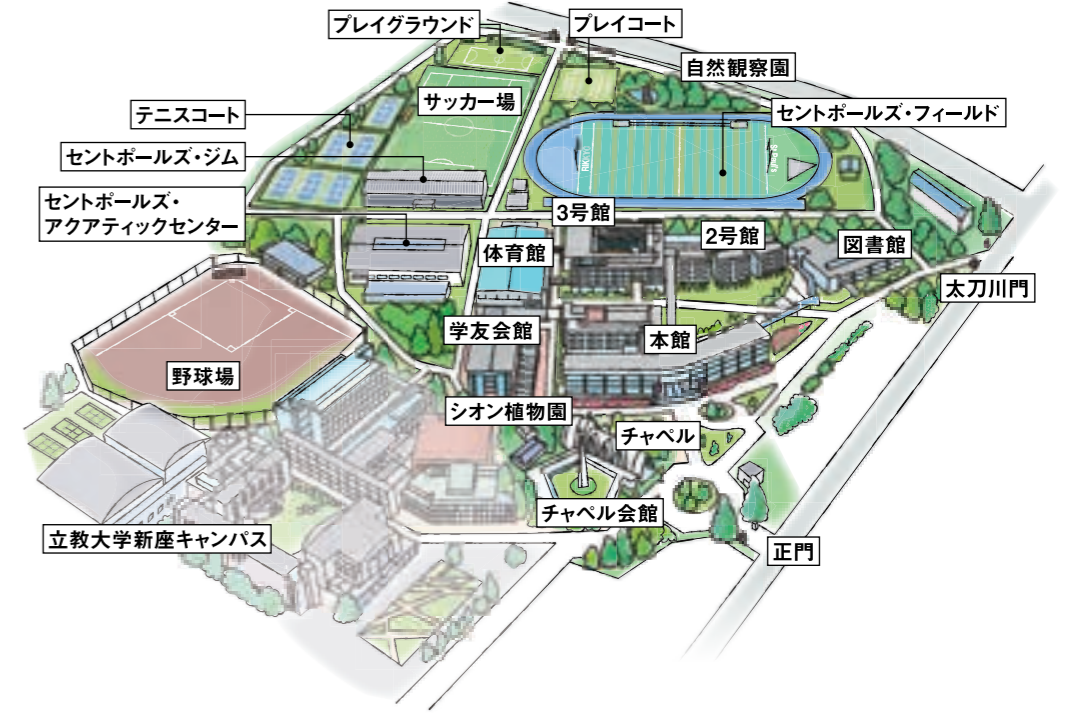 プレイグラウンド
プレイコート
自然観察園
サッカー場
テニスコート
セントポールズ・フィールド
セントポールズ・ジム
RIKKYO
St. Paul's
セントポールズ・
アクアティックセンター
3号館
体育館
2号館
図書館
太刀川門
学友会館
本館
野球場
シオン植物園
チャペル
チャペル会館
立教大学新座キャンパス
正門